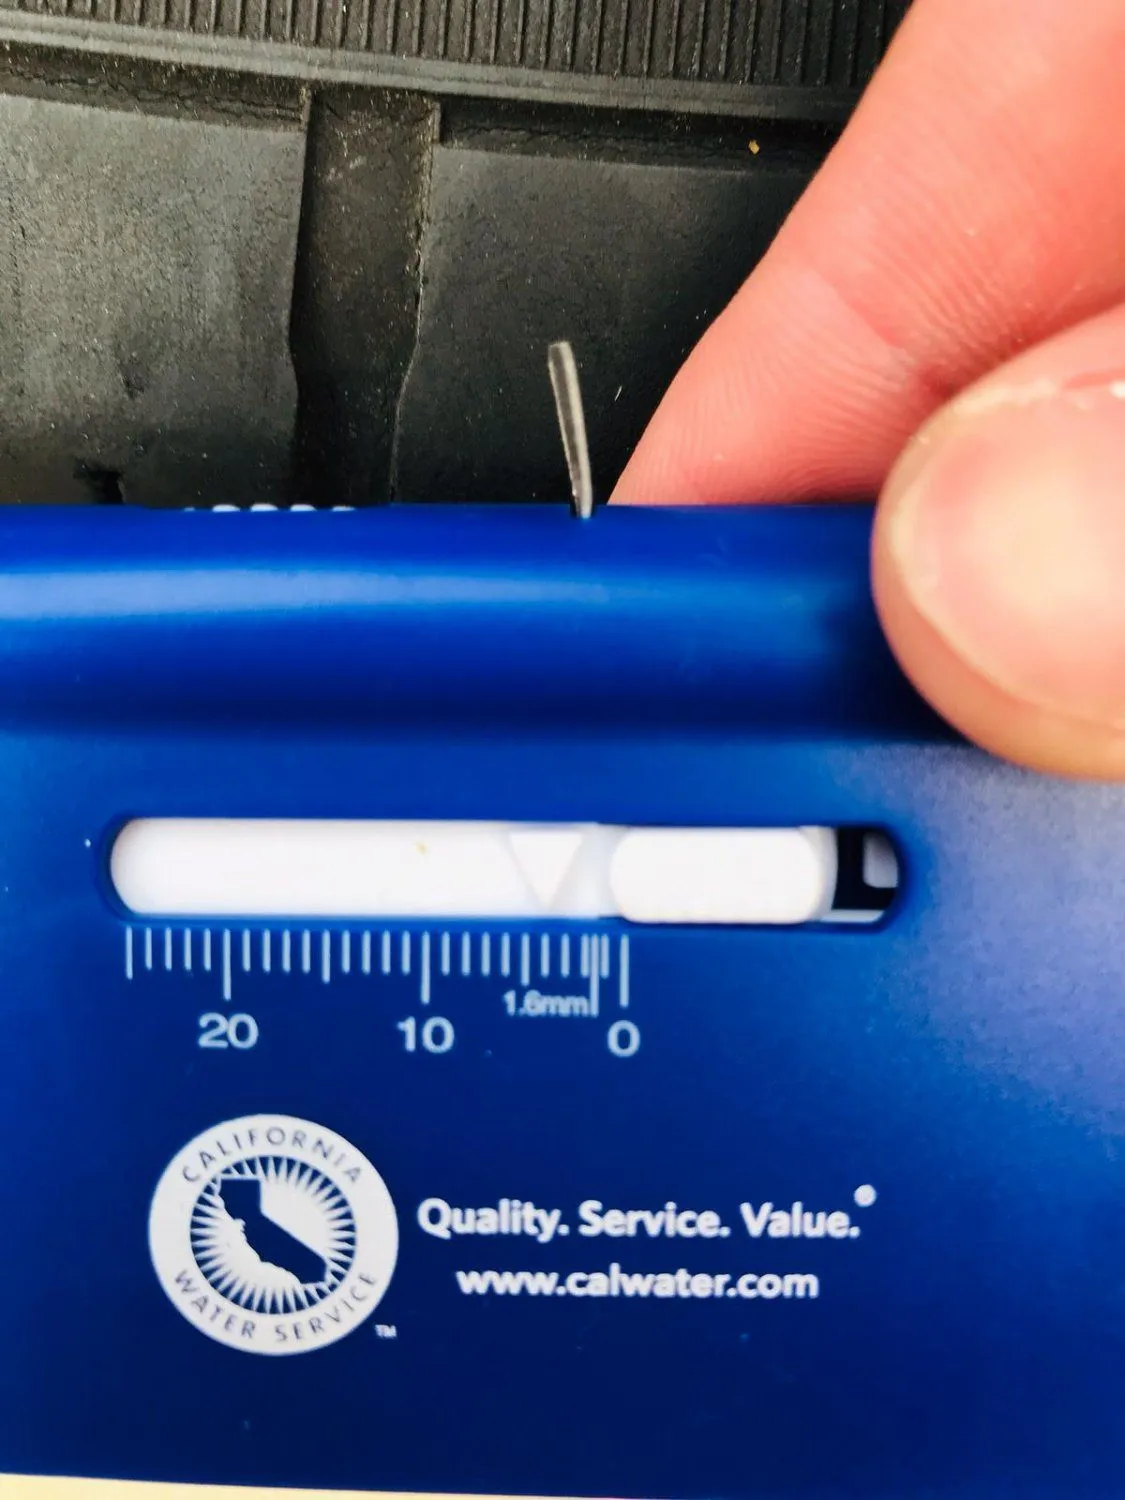 1.6mm
20 10 0
CALIFORNIA
WATER SERVICE
™
Quality. Service. Value.®
www.calwater.com